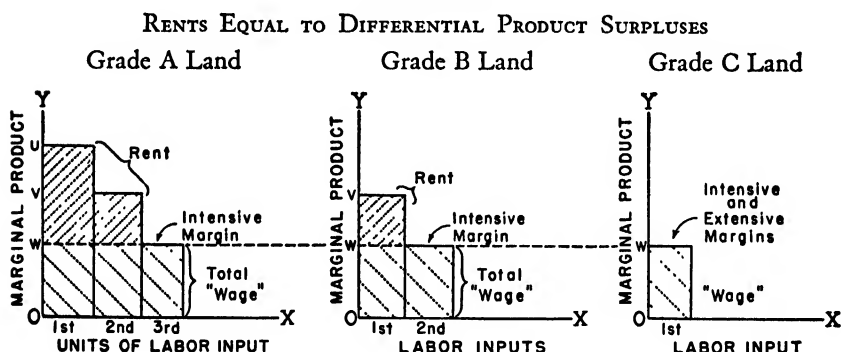 RENTS EQUAL TO DIFFERENTIAL PRODUCT SURPLUSES
Grade A Land
Y
MARGINAL PRODUCT
U
V
W
O
Rent
Intensive
Margin
Total
"Wage"
1st 2nd 3rd
X
UNITS OF LABOR INPUT
Grade B Land
Y
MARGINAL PRODUCT
V
W
O
Rent
Intensive
Margin
Total
"Wage"
1st 2nd
X
LABOR INPUTS
Grade C Land
Y
MARGINAL PRODUCT
W
O
Intensive
and
Extensive
Margins
"Wage"
1st
X
LABOR INPUT